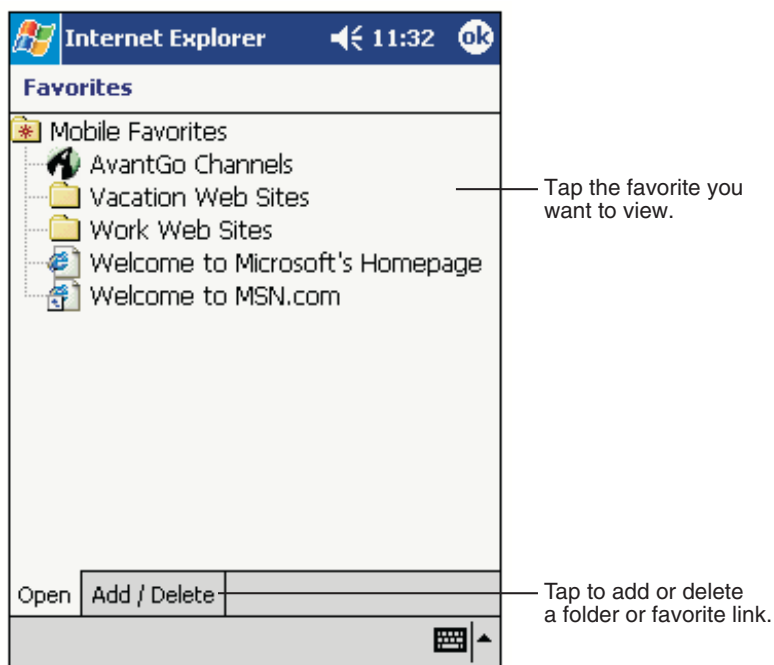 Internet Explorer 11:32 ok
Favorites
Mobile Favorites
AvantGo Channels
Vacation Web Sites
Work Web Sites
Welcome to Microsoft's Homepage
Welcome to MSN.com
Tap the favorite you
want to view.
Open Add / Delete
Tap to add or delete
a folder or favorite link.